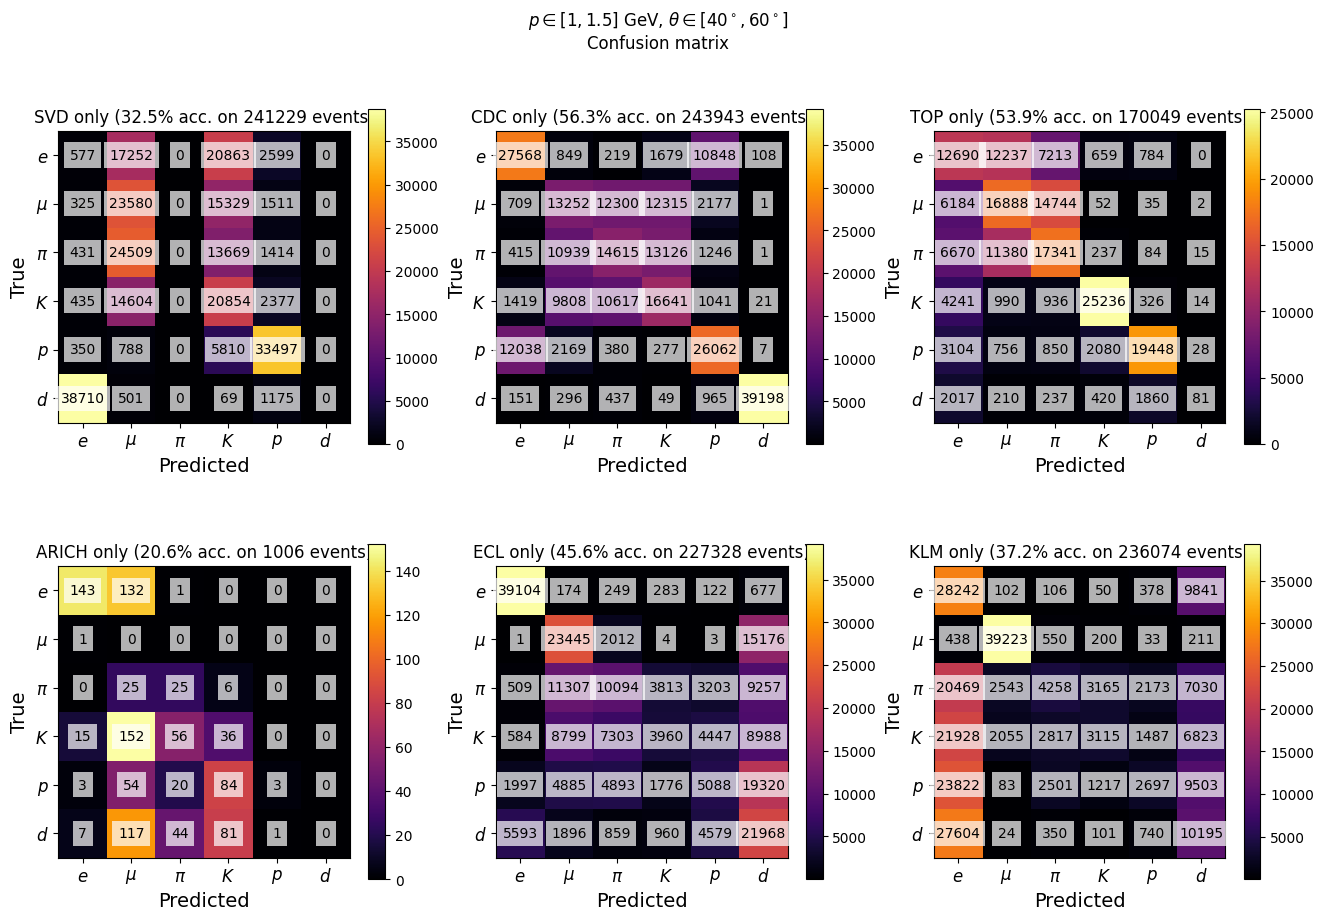 p ∈ [1, 1.5] GeV, θ ∈ [40°, 60°]
Confusion matrix
SVD only (32.5% acc. on 241229 events
True
e 577 17252 0 20863 2599 0
μ 325 23580 0 15329 1511 0
π 431 24509 0 13669 1414 0
K 435 14604 0 20854 2377 0
p 350 788 0 5810 33497 0
d 38710 501 0 69 1175 0
e μ π K p d
Predicted
35000
30000
25000
20000
15000
10000
5000
0
CDC only (56.3% acc. on 243943 events
True
e 27568 849 219 1679 10848 108
μ 709 13252 12300 12315 2177 1
π 415 10939 14615 13126 1246 1
K 1419 9808 10617 16641 1041 21
p 12038 2169 380 277 26062 7
d 151 296 437 49 965 39198
e μ π K p d
Predicted
35000
30000
25000
20000
15000
10000
5000
TOP only (53.9% acc. on 170049 events
True
e 12690 12237 7213 659 784 0
μ 6184 16888 14744 52 35 2
π 6670 11380 17341 237 84 15
K 4241 990 936 25236 326 14
p 3104 756 850 2080 19448 28
d 2017 210 237 420 1860 81
e μ π K p d
Predicted
25000
20000
15000
10000
5000
0
ARICH only (20.6% acc. on 1006 events
True
e 143 132 1 0 0 0
μ 1 0 0 0 0 0
π 0 25 25 6 0 0
K 15 152 56 36 0 0
p 3 54 20 84 3 0
d 7 117 44 81 1 0
e μ π K p d
Predicted
140
120
100
80
60
40
20
0
ECL only (45.6% acc. on 227328 events
True
e 39104 174 249 283 122 677
μ 1 23445 2012 4 3 15176
π 509 11307 10094 3813 3203 9257
K 584 8799 7303 3960 4447 8988
p 1997 4885 4893 1776 5088 19320
d 5593 1896 859 960 4579 21968
e μ π K p d
Predicted
35000
30000
25000
20000
15000
10000
5000
KLM only (37.2% acc. on 236074 events
True
e 28242 102 106 50 378 9841
μ 438 39223 550 200 33 211
π 20469 2543 4258 3165 2173 7030
K 21928 2055 2817 3115 1487 6823
p 23822 83 2501 1217 2697 9503
d 27604 24 350 101 740 10195
e μ π K p d
Predicted
35000
30000
25000
20000
15000
10000
5000